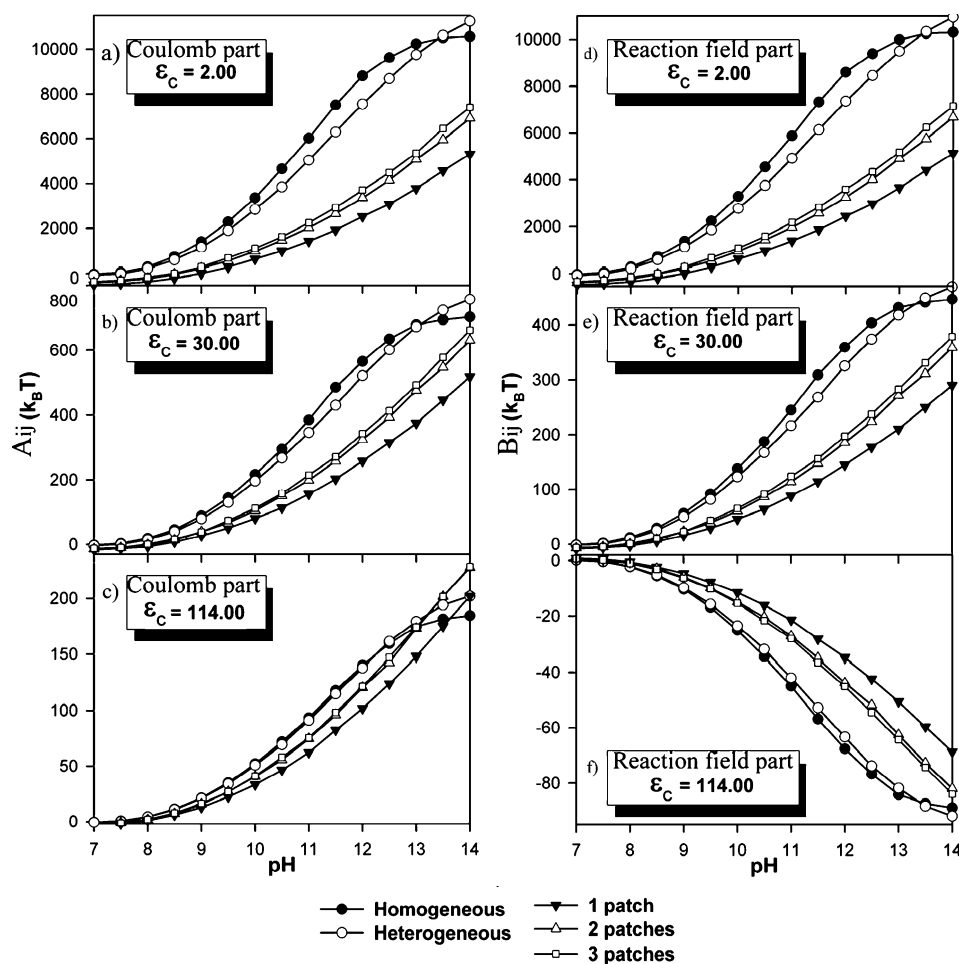 a) Coulomb part
εC = 2.00
10000
8000
6000
4000
2000
0
d) Reaction field part
εC = 2.00
10000
8000
6000
4000
2000
0
b) Coulomb part
εC = 30.00
800
600
400
200
0
Aij (kBT)
e) Reaction field part
εC = 30.00
400
300
200
100
0
Bij (kBT)
c) Coulomb part
εC = 114.00
200
150
100
50
0
7 8 9 10 11 12 13 14
pH
0
-20
-40
-60
-80
f) Reaction field part
εC = 114.00
7 8 9 10 11 12 13 14
pH
Homogeneous
Heterogeneous
1 patch
2 patches
3 patches